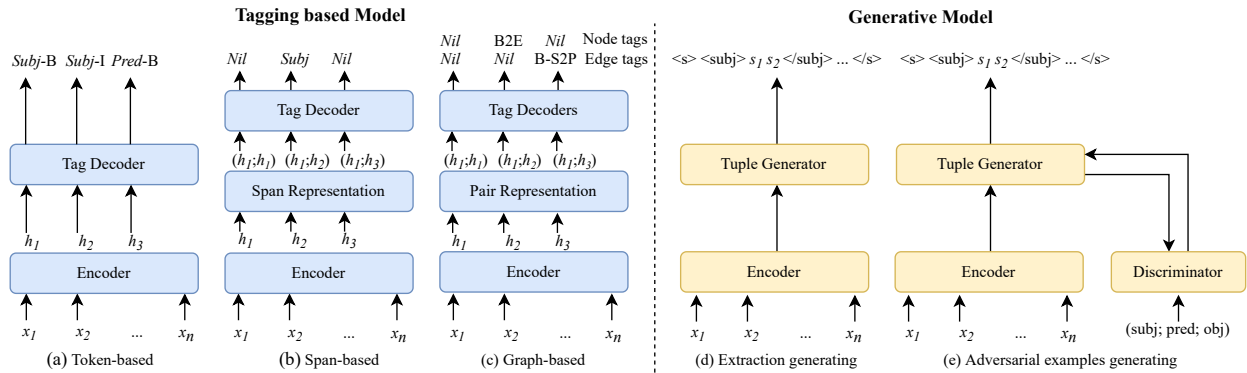 Tagging based Model
Subj-B Subj-I Pred-B
Tag Decoder
h1 h2 h3
Encoder
x1 x2 ... xn
(a) Token-based
Nil Subj Nil
Tag Decoder
(h1;h1) (h1;h2) (h1;h3)
Span Representation
h1 h2 h3
Encoder
x1 x2 ... xn
(b) Span-based
Nil B2E Nil Node tags
Nil Nil B-S2P Edge tags
Tag Decoders
(h1;h1) (h1;h2) (h1;h3)
Pair Representation
h1 h2 h3
Encoder
x1 x2 ... xn
(c) Graph-based
Generative Model
<s> <subj> s1 s2 </subj> ... </s>
Tuple Generator
Encoder
x1 x2 ... xn
(d) Extraction generating
<s> <subj> s1 s2 </subj> ... </s>
Tuple Generator
Encoder
x1 x2 ... xn
Discriminator
(subj; pred; obj)
(e) Adversarial examples generating